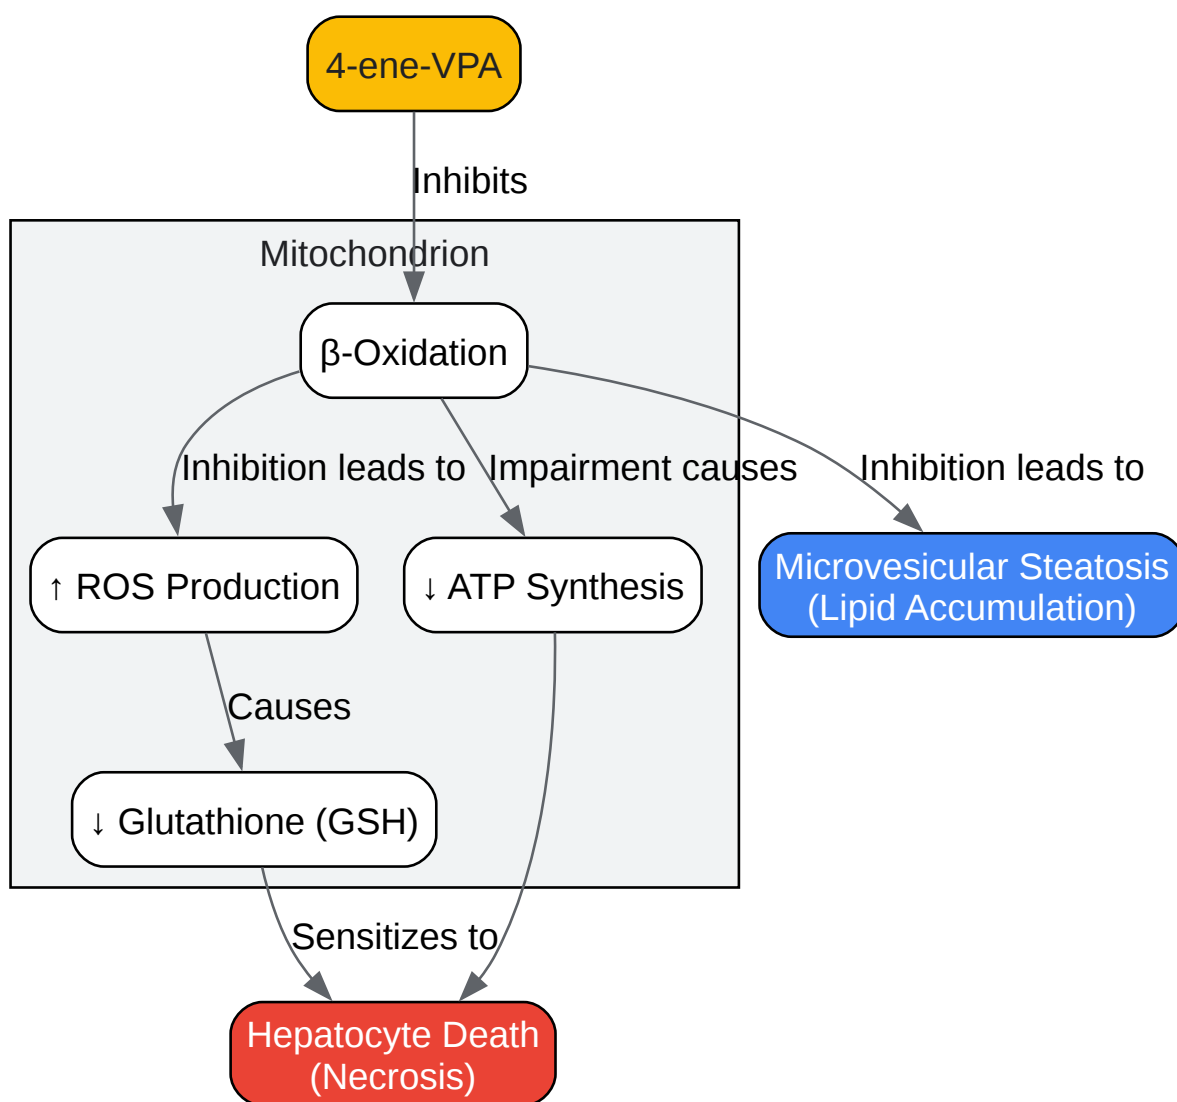 4-ene-VPA
Inhibits
Mitochondrion
β-Oxidation
Inhibition leads to
Impairment causes
Inhibition leads to
↑ ROS Production
↓ ATP Synthesis
Microvesicular Steatosis
(Lipid Accumulation)
Causes
↓ Glutathione (GSH)
Sensitizes to
Hepatocyte Death
(Necrosis)